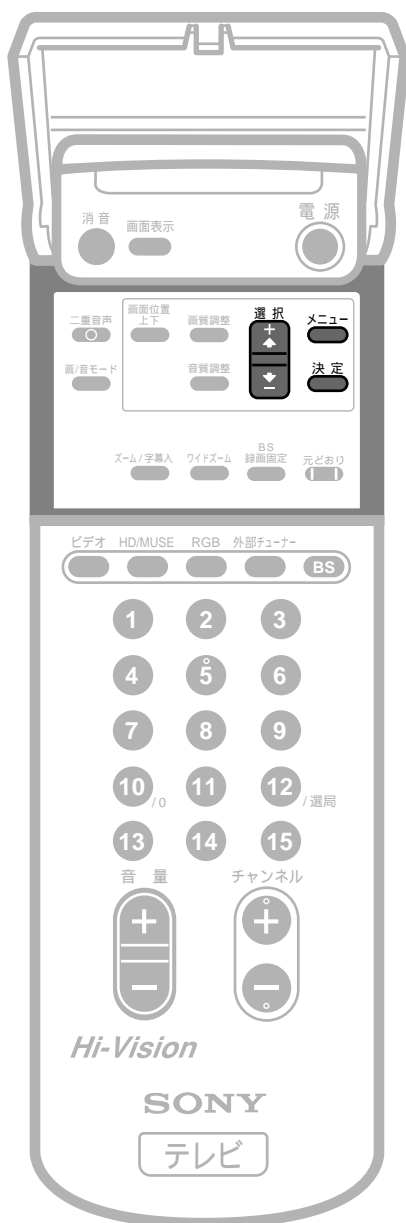 消音 画面表示 電源
二重音声 画面位置上下 画質調整 選択 メニュー
+
画/音モード 音質調整 決定
−
ズーム/字幕入 ワイドズーム BS録画固定 元どおり
ビデオ HD/MUSE RGB 外部チューナー BS
1 2 3
4 5 6
7 8 9
10/0 11 12/選局
13 14 15
音量 チャンネル
+ +
− −
Hi-Vision
SONY
テレビ